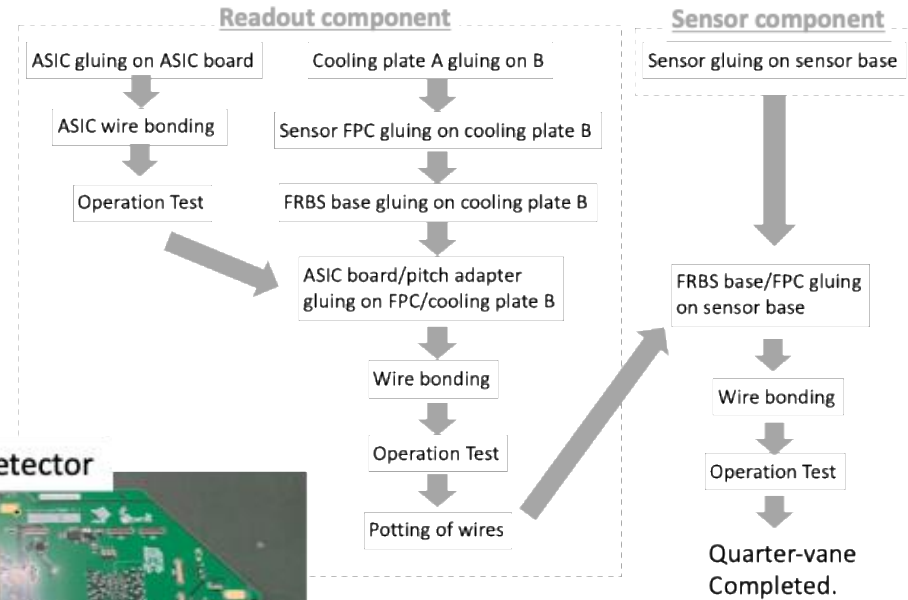 Readout component
ASIC gluing on ASIC board
ASIC wire bonding
Operation Test
Cooling plate A gluing on B
Sensor FPC gluing on cooling plate B
FRBS base gluing on cooling plate B
ASIC board/pitch adapter
gluing on FPC/cooling plate B
Wire bonding
Operation Test
Potting of wires
Sensor component
Sensor gluing on sensor base
FRBS base/FPC gluing
on sensor base
Wire bonding
Operation Test
Quarter-vane
Completed.
etector